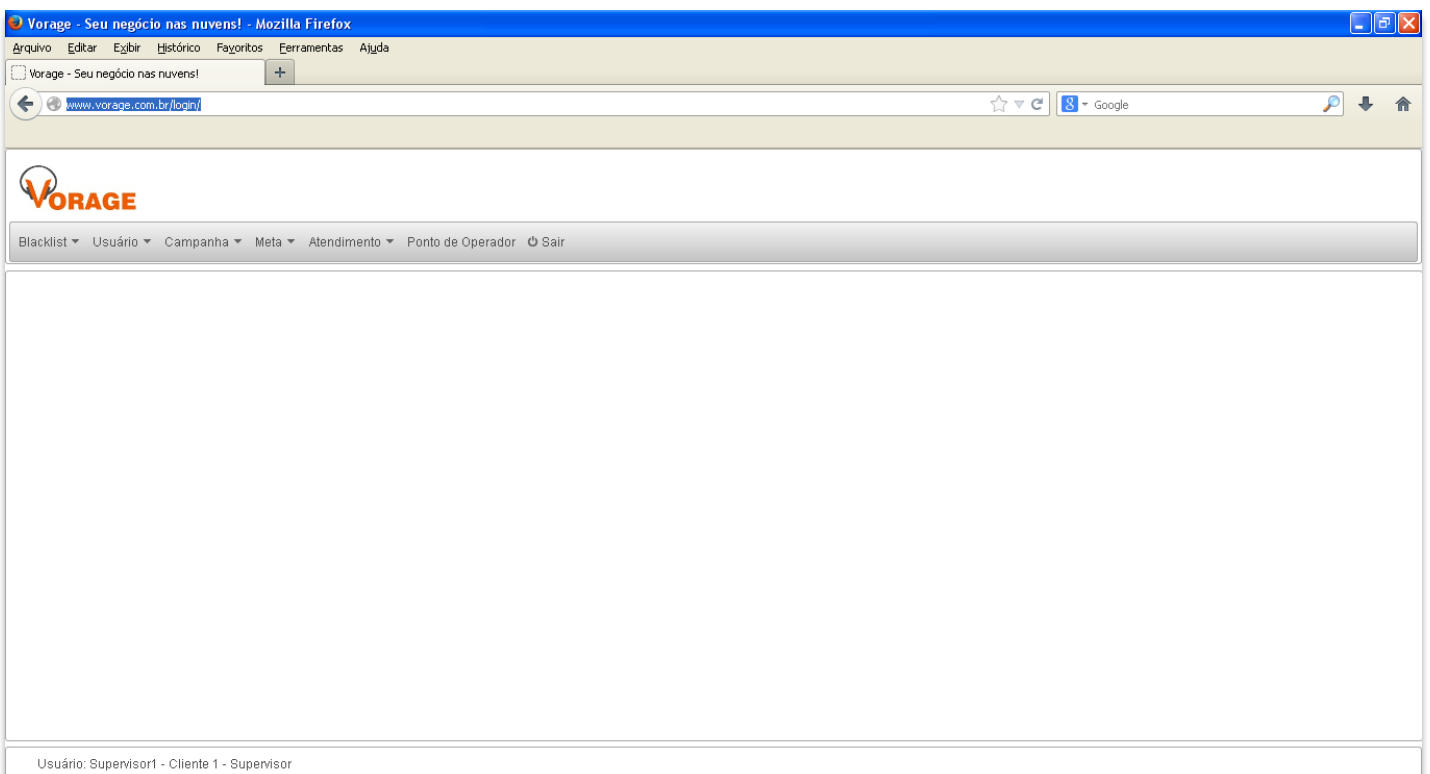 Vorage - Seu negócio nas nuvens! - Mozilla Firefox
Arquivo Editar Exibir Histórico Favoritos Ferramentas Ajuda
Vorage - Seu negócio nas nuvens! +
www.vorage.com.br/login/ 8 Google
VORAGE
Blacklist Usuário Campanha Meta Atendimento Ponto de Operador Sair
Usuário: Supervisor1 - Cliente 1 - Supervisor